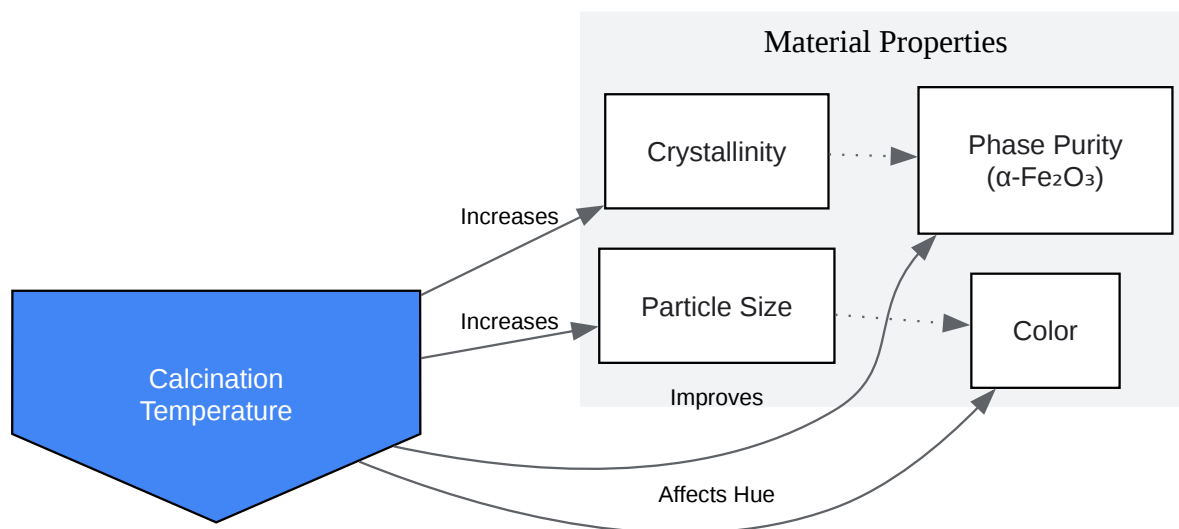 Material Properties
Crystallinity
Phase Purity
(α-Fe₂O₃)
Increases
Particle Size
Increases
Color
Calcination
Temperature
Improves
Affects Hue